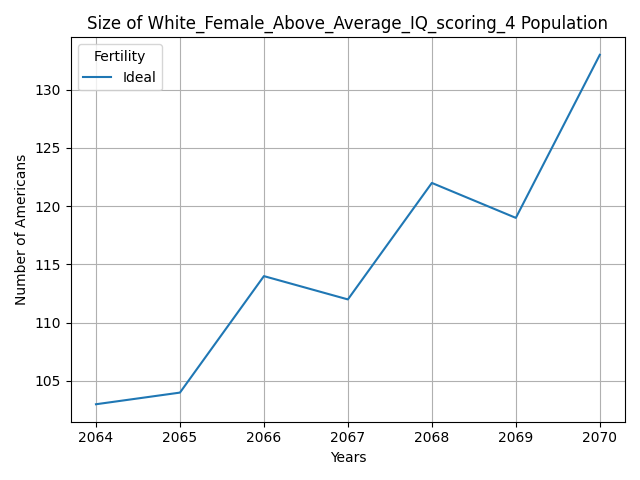 Size of White_Female_Above_Average_IQ_scoring_4 Population
Fertility
Ideal
Number of Americans
130
125
120
115
110
105
2064 2065 2066 2067 2068 2069 2070
Years